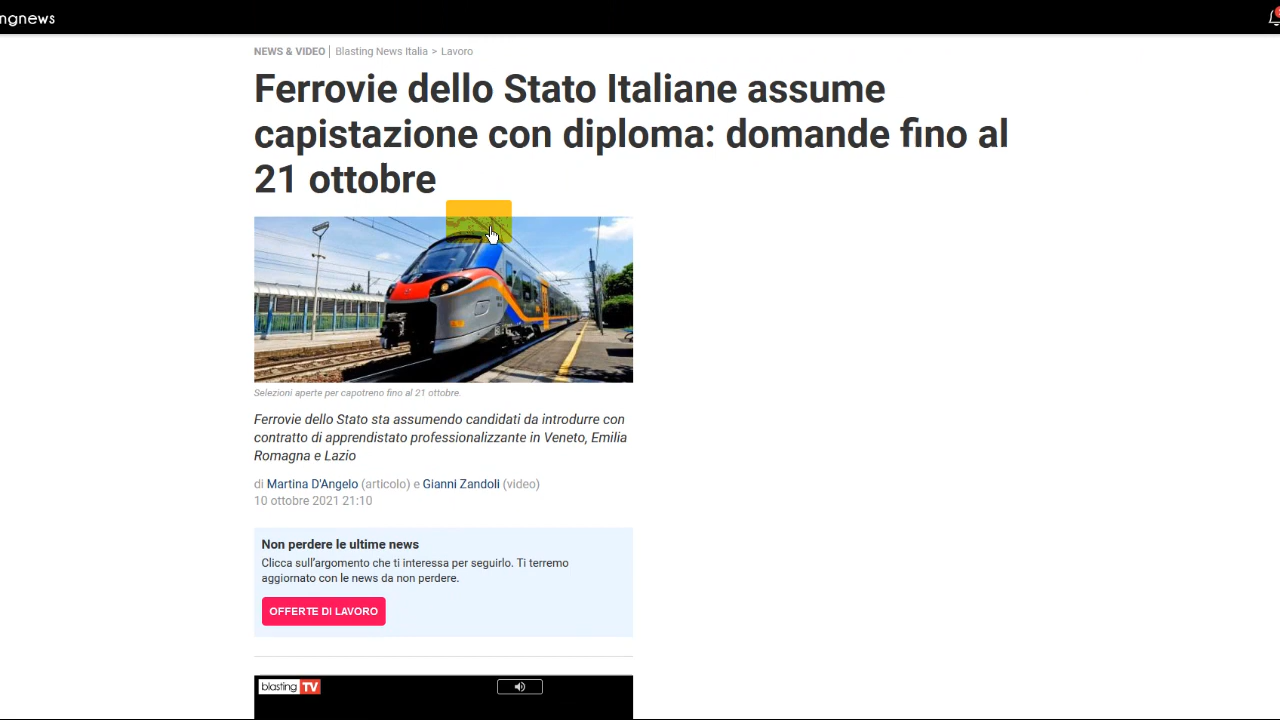 ngnews
NEWS & VIDEO | Blasting News Italia > Lavoro
Ferrovie dello Stato Italiane assume
capistazione con diploma: domande fino al
21 ottobre
Selezioni aperte per capotreno fino al 21 ottobre.
Ferrovie dello Stato sta assumendo candidati da introdurre con
contratto di apprendistato professionalizzante in Veneto, Emilia
Romagna e Lazio
di Martina D'Angelo (articolo) e Gianni Zandoli (video)
10 ottobre 2021 21:10
Non perdere le ultime news
Clicca sull'argomento che ti interessa per seguirlo. Ti terremo
aggiornato con le news da non perdere.
OFFERTE DI LAVORO
blasting TV